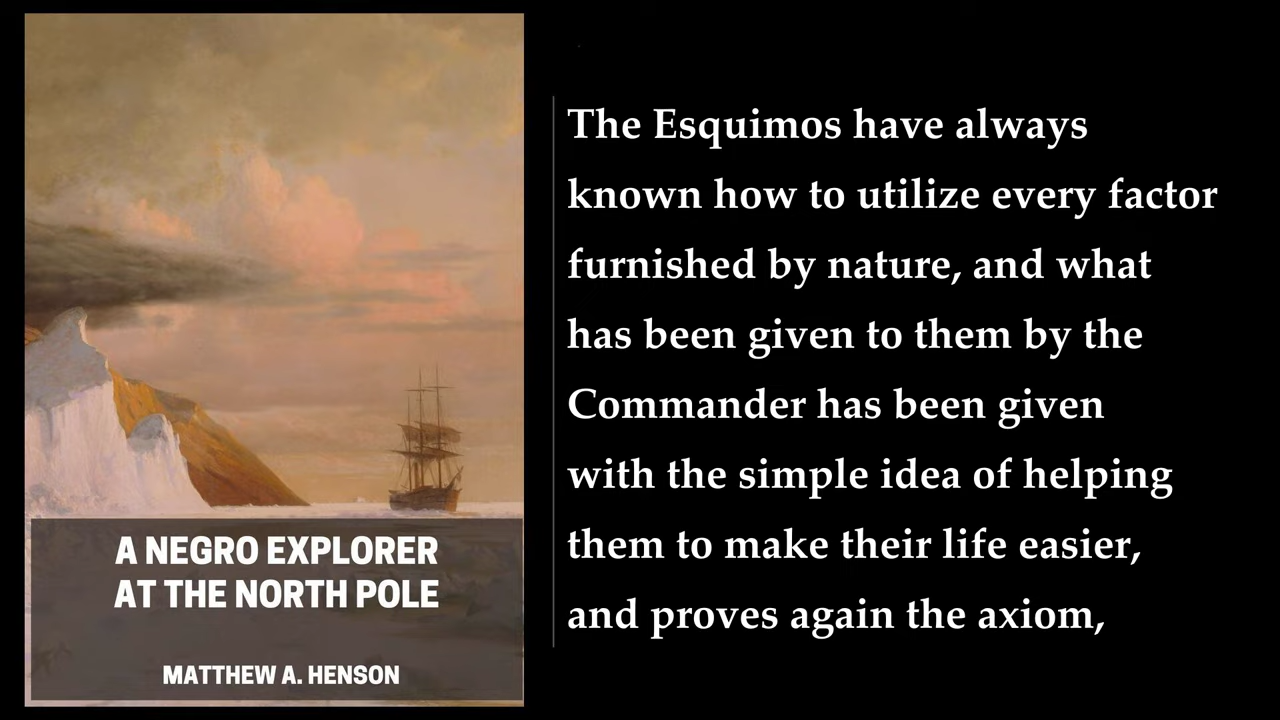 A NEGRO EXPLORER
AT THE NORTH POLE
MATTHEW A. HENSON
The Esquimos have always
known how to utilize every factor
furnished by nature, and what
has been given to them by the
Commander has been given
with the simple idea of helping
them to make their life easier,
and proves again the axiom,